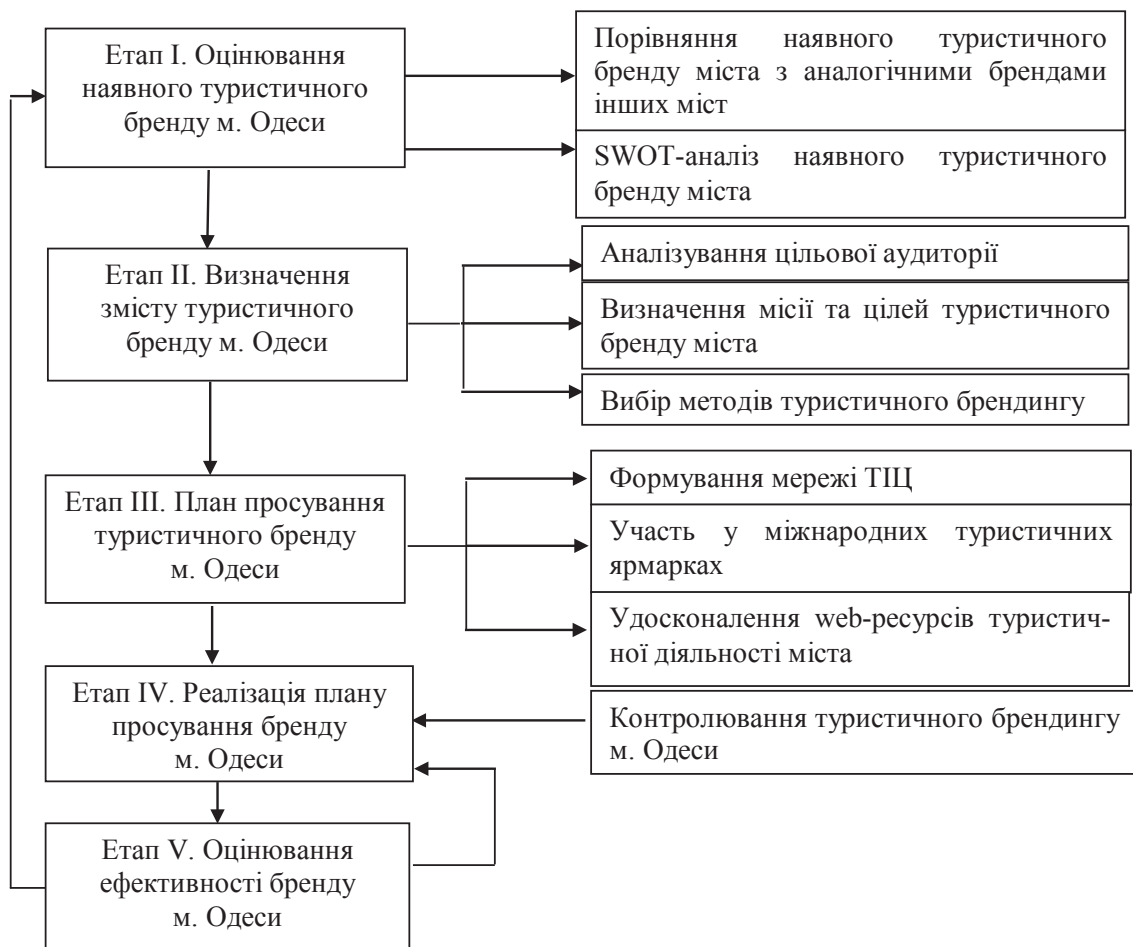 Етап I. Оцінювання
наявного туристичного
бренду м. Одеси
Порівняння наявного туристичного
бренду міста з аналогічними брендами
інших міст
SWOT-аналіз наявного туристичного
бренду міста
Етап II. Визначення
змісту туристичного
бренду м. Одеси
Аналізування цільової аудиторії
Визначення місії та цілей туристичного
бренду міста
Вибір методів туристичного брендингу
Етап III. План просування
туристичного бренду
м. Одеси
Формування мережі ТІЦ
Участь у міжнародних туристичних
ярмарках
Удосконалення web-ресурсів туристич-
ної діяльності міста
Етап IV. Реалізація плану
просування бренду
м. Одеси
Контролювання туристичного брендингу
м. Одеси
Етап V. Оцінювання
ефективності бренду
м. Одеси